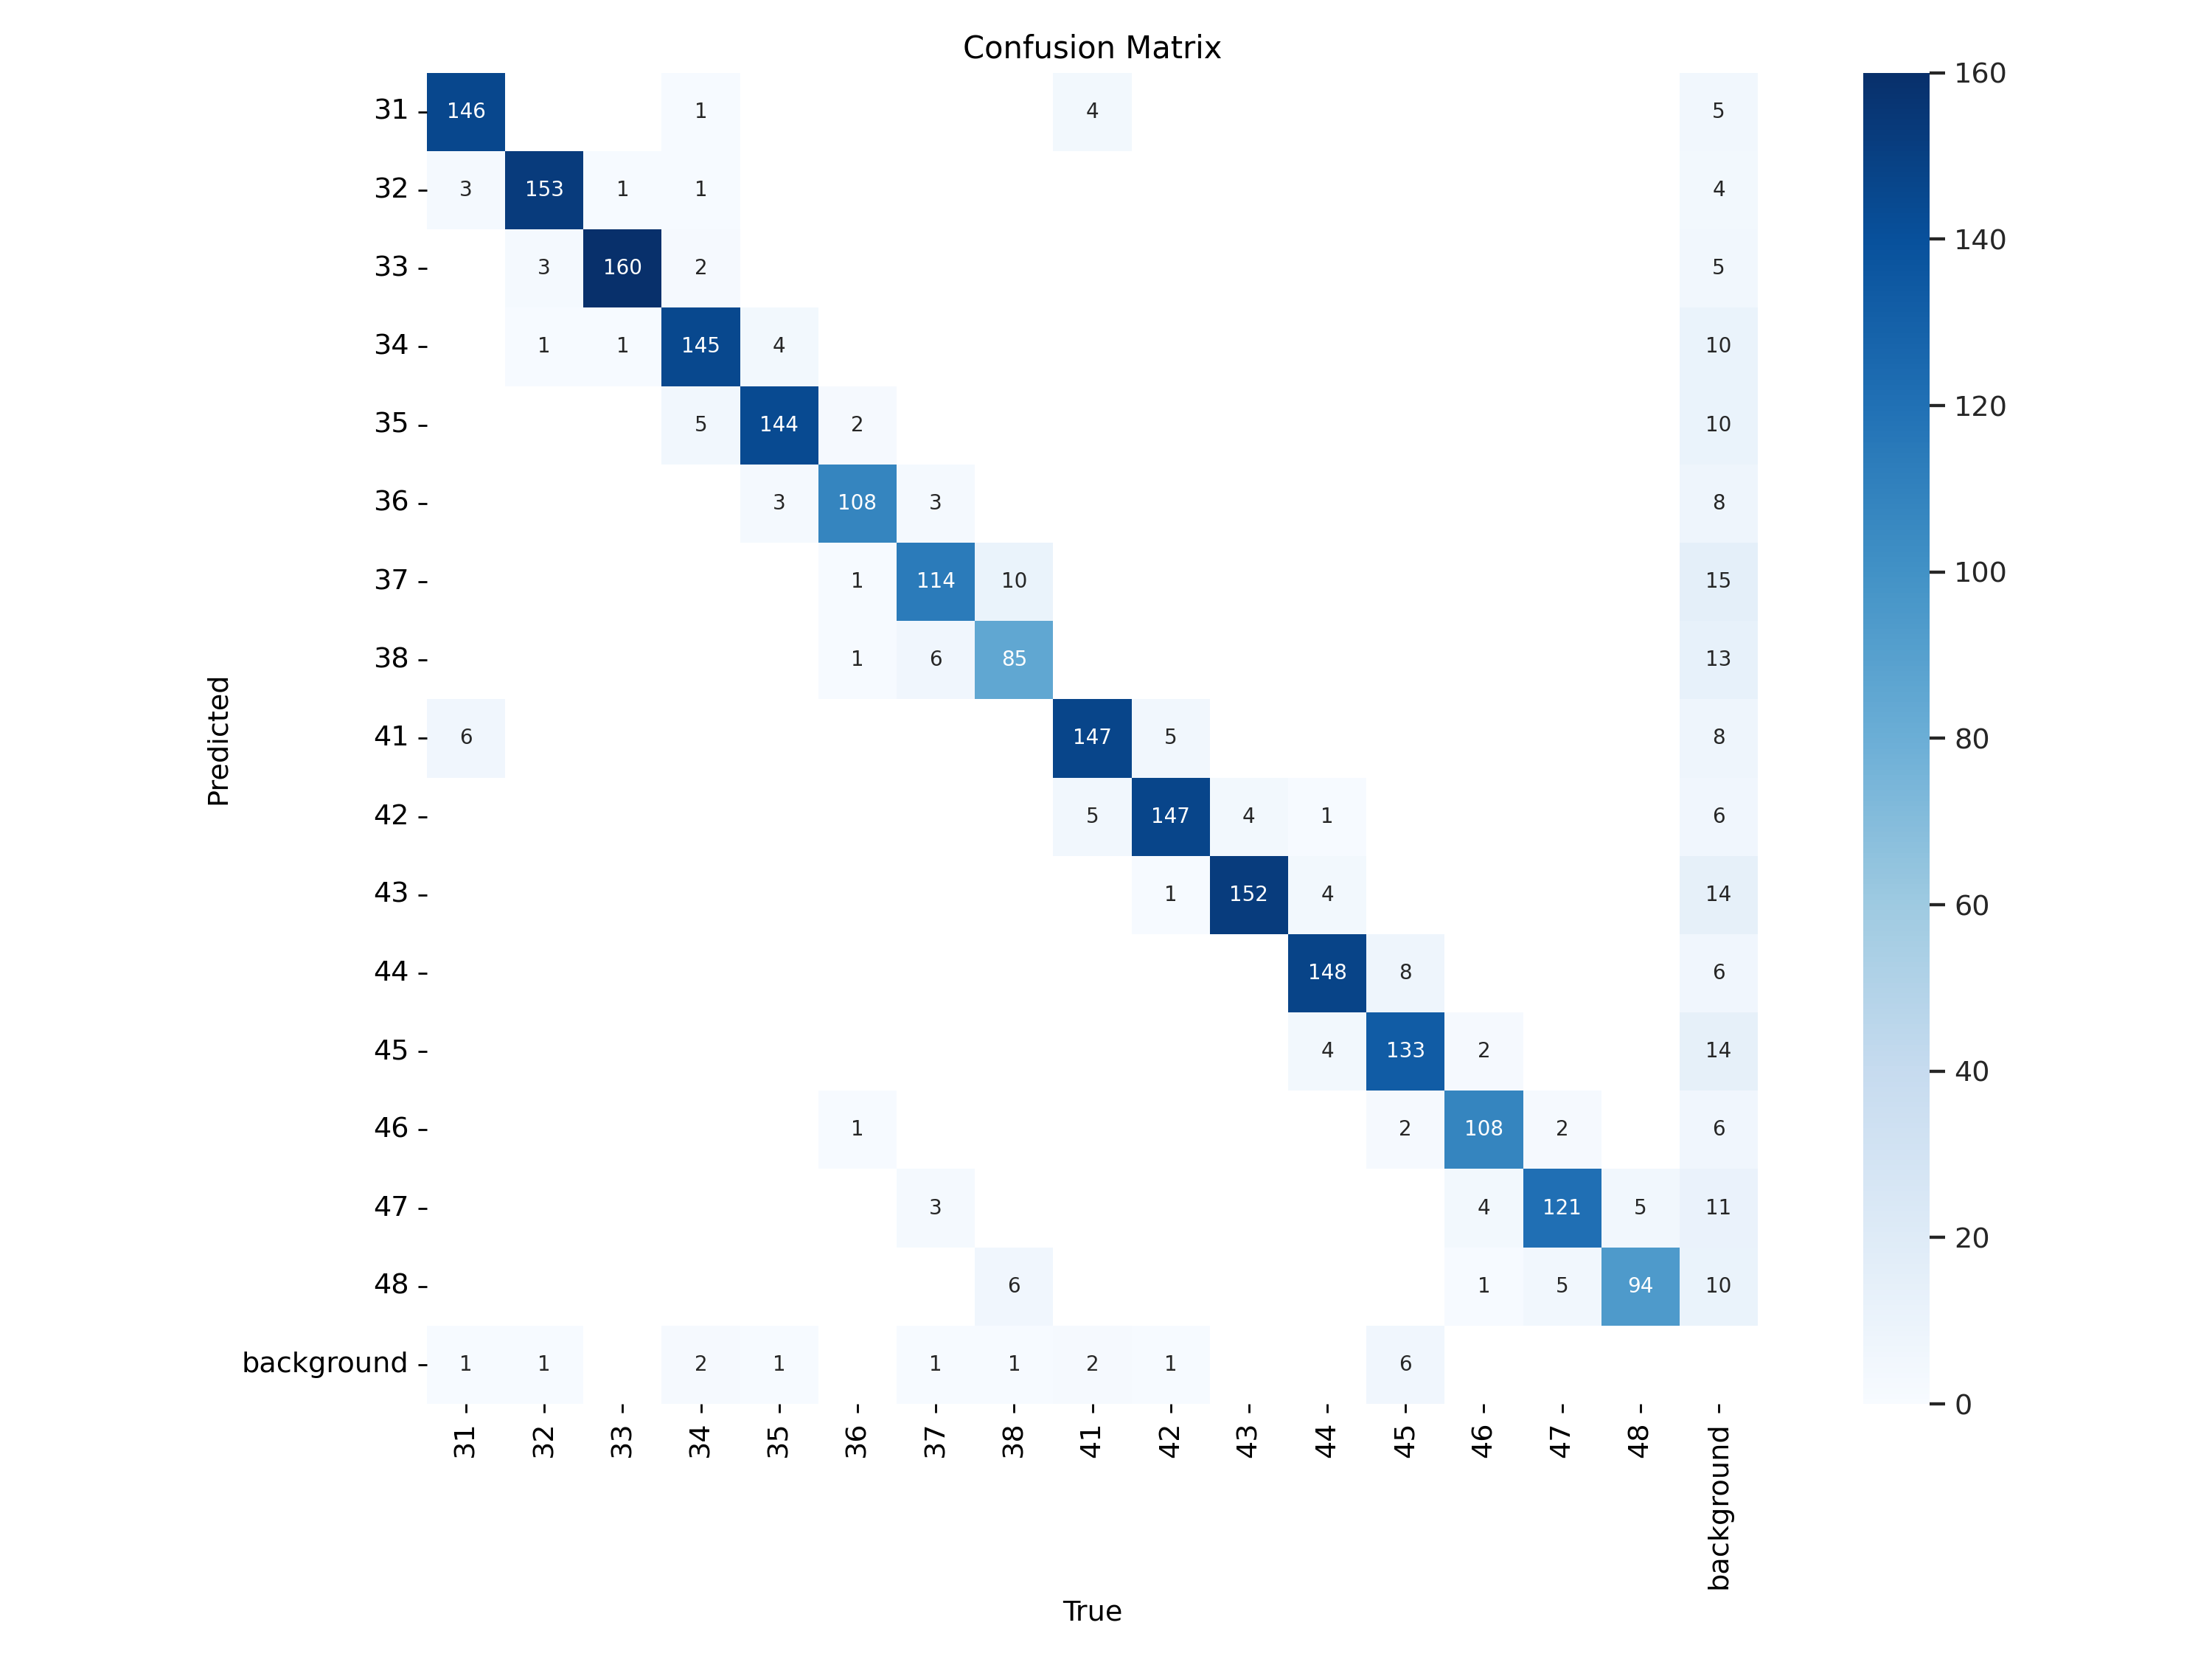 Confusion Matrix
31 146 1 4 5
32 3 153 1 1 4
33 3 160 2 5
34 1 1 145 4 10
35 5 144 2 10
36 3 108 3 8
37 1 114 10 15
38 1 6 85 13
41 6 147 5 8
42 5 147 4 1 6
43 1 152 4 14
44 148 8 6
45 4 133 2 14
46 1 2 108 2 6
47 3 4 121 5 11
48 6 1 5 94 10
background 1 1 2 1 1 1 2 1 6
31 32 33 34 35 36 37 38 41 42 43 44 45 46 47 48 background
True
Predicted
160
140
120
100
80
60
40
20
0